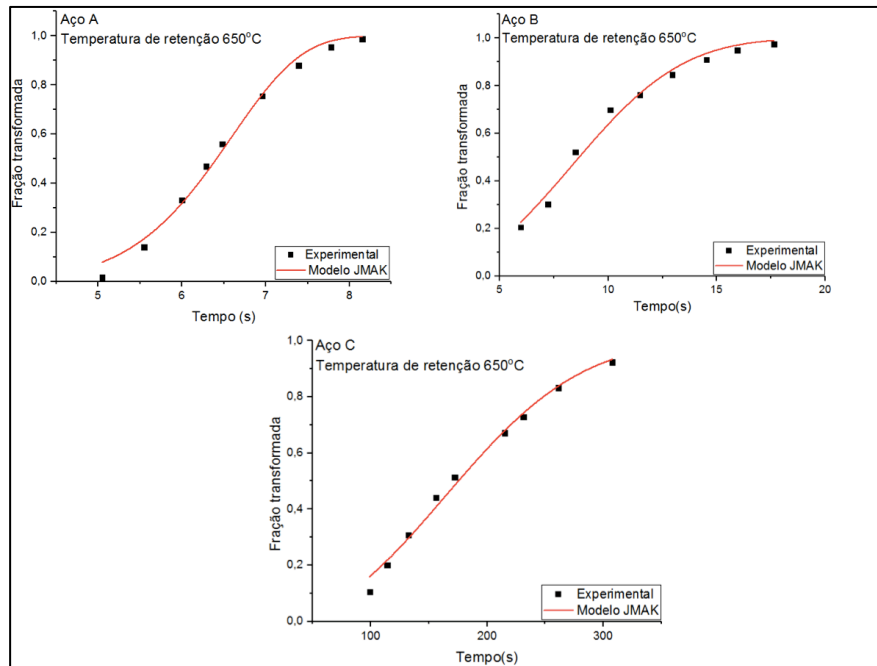 Aço A
Temperatura de retenção 650°C
Fração transformada
1,0
0,8
0,6
0,4
0,2
0,0
5 6 7 8
Tempo (s)
Experimental
Modelo JMAK
Aço B
Temperatura de retenção 650°C
Fração transformada
1,0
0,8
0,6
0,4
0,2
0,0
5 10 15 20
Tempo(s)
Experimental
Modelo JMAK
Aço C
Temperatura de retenção 650°C
Fração transformada
1,0
0,8
0,6
0,4
0,2
0,0
100 200 300
Tempo(s)
Experimental
Modelo JMAK